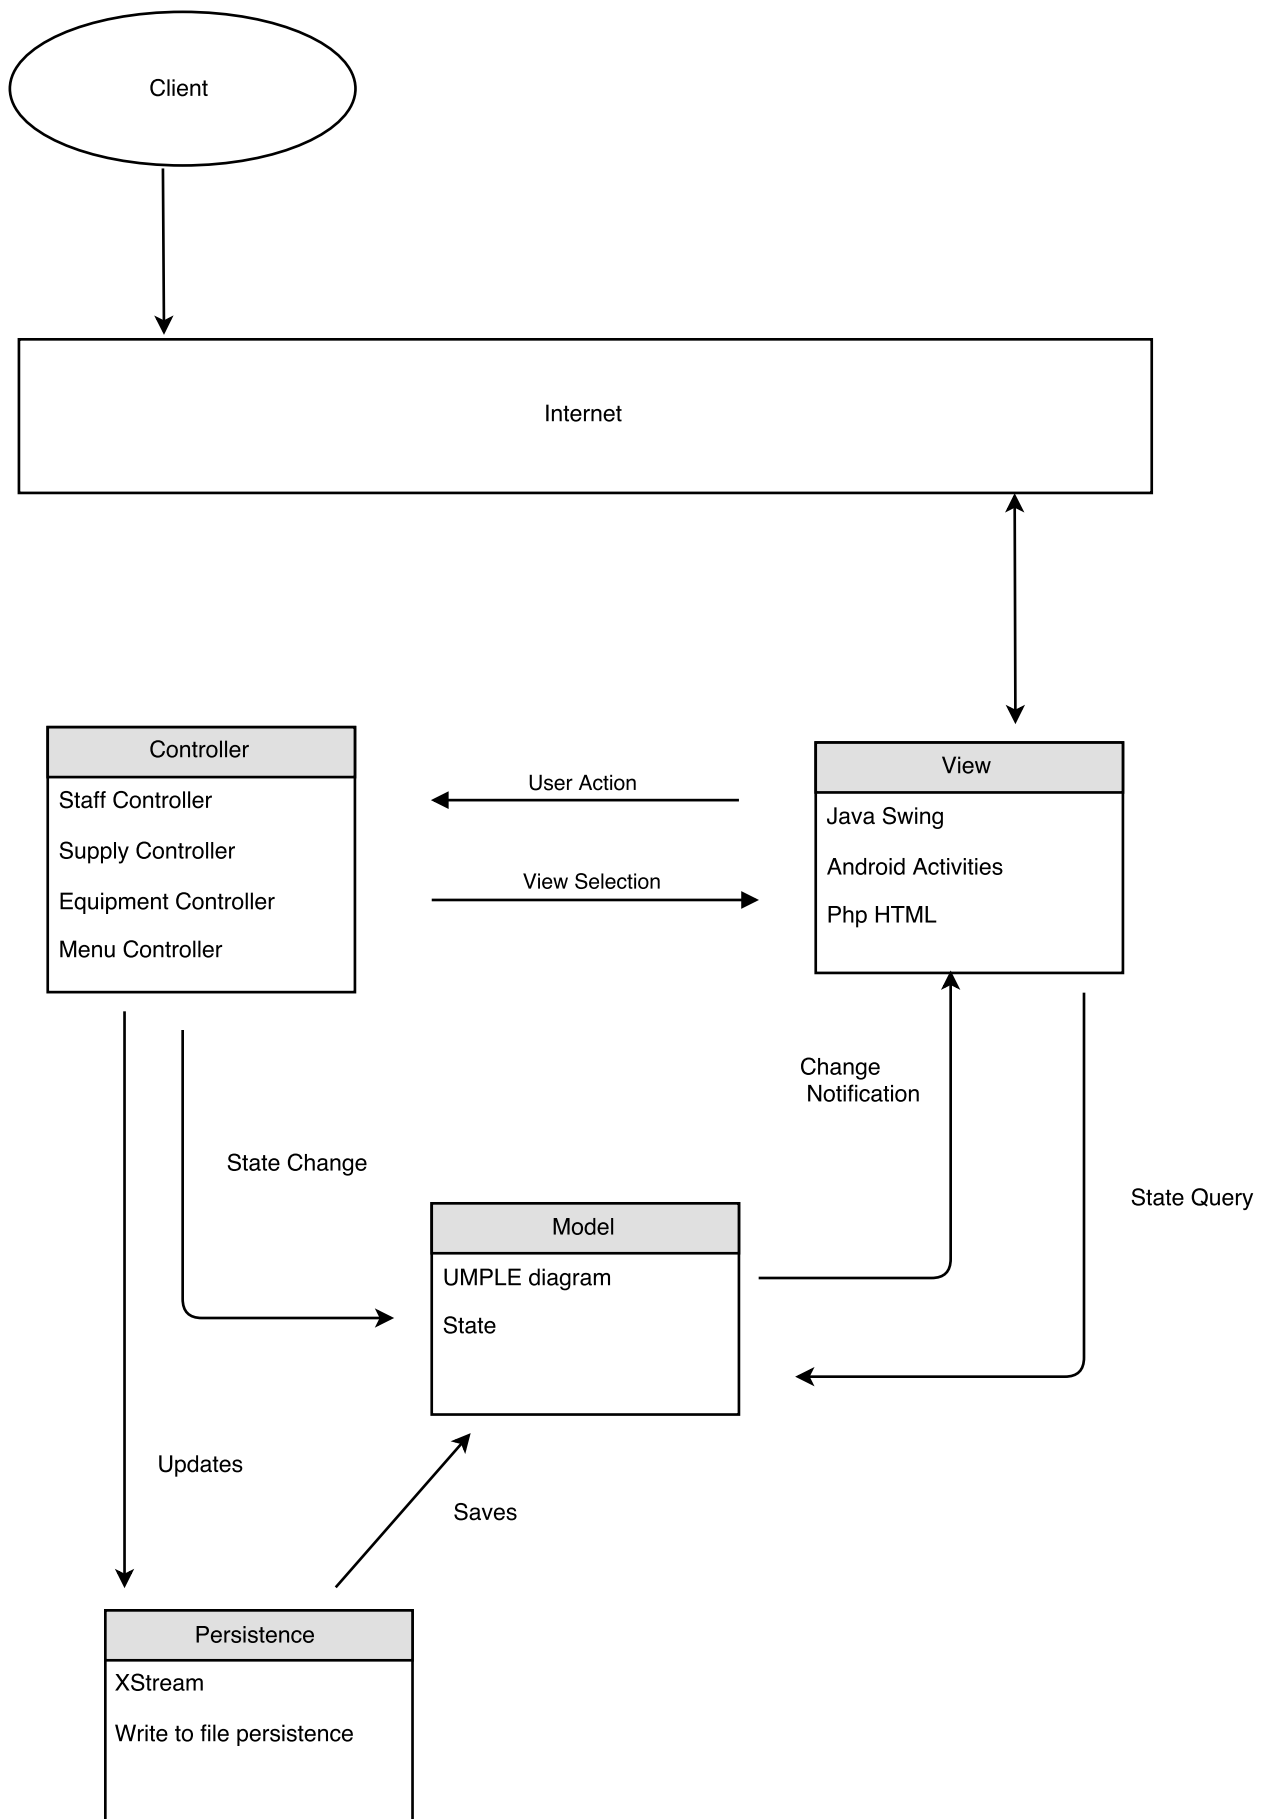 Client
Internet
Controller
Staff Controller
Supply Controller
Equipment Controller
Menu Controller
User Action
View Selection
View
Java Swing
Android Activities
Php HTML
Change
Notification
State Change
State Query
Model
UMPLE diagram
State
Updates
Saves
Persistence
XStream
Write to file persistence